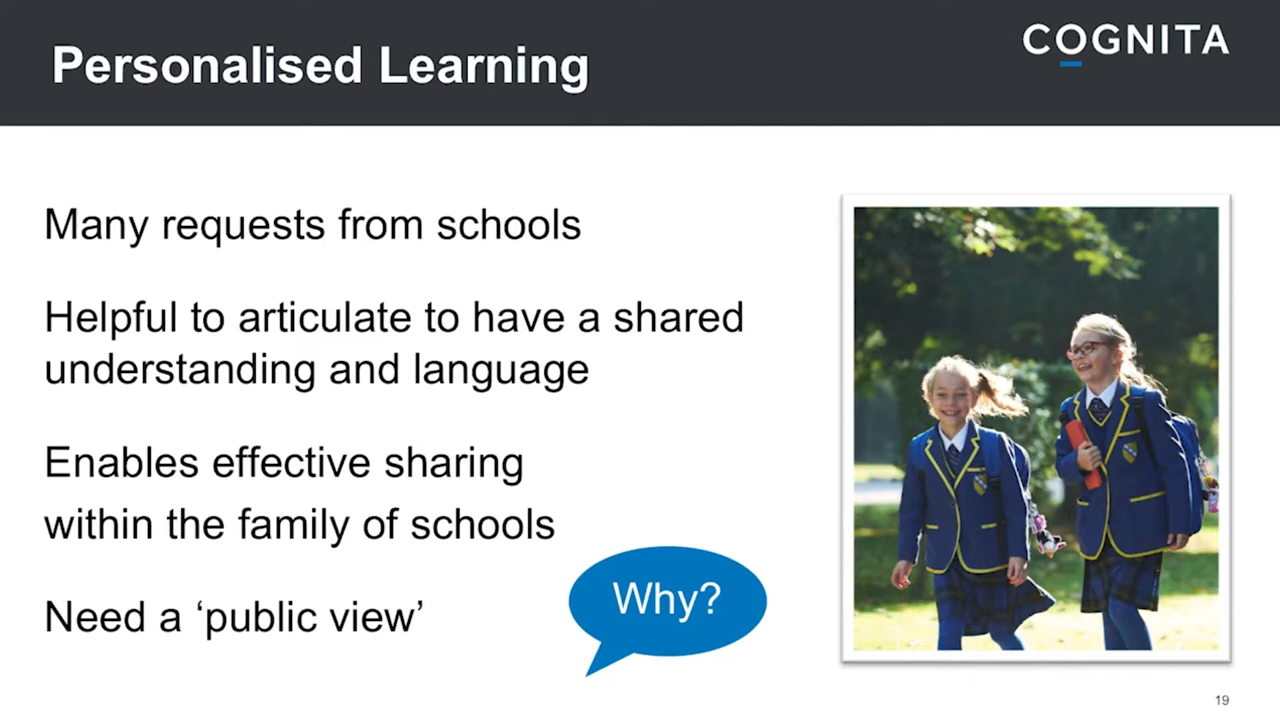 Personalised Learning
COGNITA
Many requests from schools
Helpful to articulate to have a shared
understanding and language
Enables effective sharing
within the family of schools
Need a ‘public view’
Why?
19